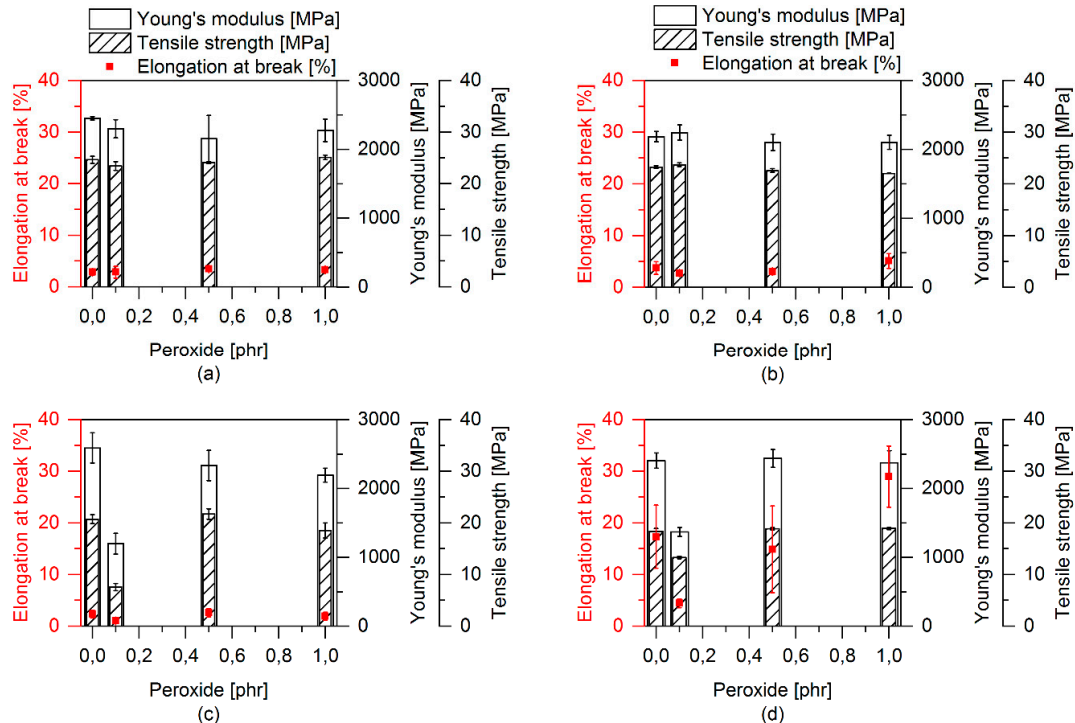 Young's modulus [MPa]
Tensile strength [MPa]
Elongation at break [%]
Elongation at break [%]
40
30
20
10
0
3000
2000
1000
0
Young's modulus [MPa]
40
30
20
10
0
Tensile strength [MPa]
0,0 0,2 0,4 0,6 0,8 1,0
Peroxide [phr]
(a)
Young's modulus [MPa]
Tensile strength [MPa]
Elongation at break [%]
Elongation at break [%]
40
30
20
10
0
3000
2000
1000
0
Young's modulus [MPa]
40
30
20
10
0
Tensile strength [MPa]
0,0 0,2 0,4 0,6 0,8 1,0
Peroxide [phr]
(b)
Elongation at break [%]
40
30
20
10
0
3000
2000
1000
0
Young's modulus [MPa]
40
30
20
10
0
Tensile strength [MPa]
0,0 0,2 0,4 0,6 0,8 1,0
Peroxide [phr]
(c)
Elongation at break [%]
40
30
20
10
0
3000
2000
1000
0
Young's modulus [MPa]
40
30
20
10
0
Tensile strength [MPa]
0,0 0,2 0,4 0,6 0,8 1,0
Peroxide [phr]
(d)